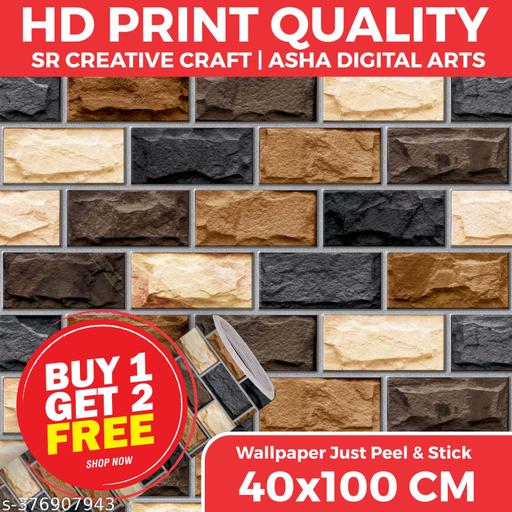 HD PRINT QUALITY
SR CREATIVE CRAFT | ASHA DIGITAL ARTS
BUY 1
GET 2
FREE
SHOP NOW
Wallpaper Just Peel & Stick
40x100 CM
s-376907943